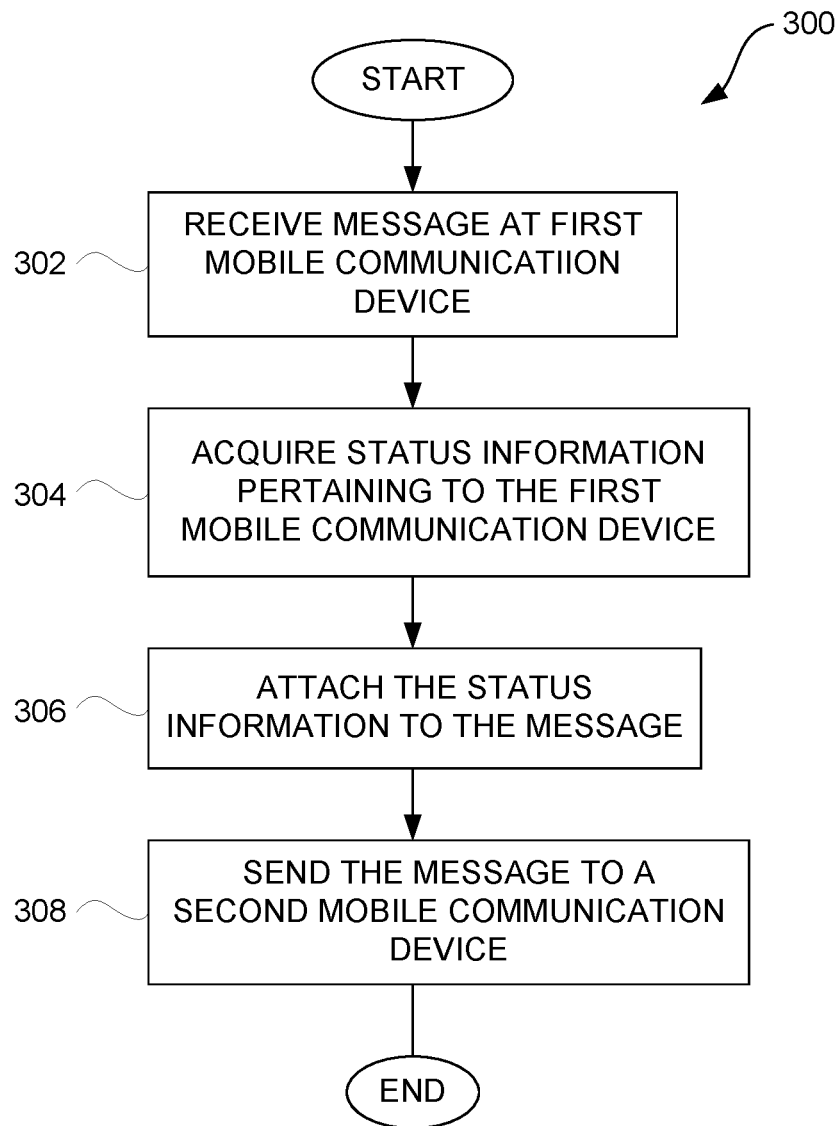 300
START
302
RECEIVE MESSAGE AT FIRST
MOBILE COMMUNICATIION
DEVICE
304
ACQUIRE STATUS INFORMATION
PERTAINING TO THE FIRST
MOBILE COMMUNICATION DEVICE
306
ATTACH THE STATUS
INFORMATION TO THE MESSAGE
308
SEND THE MESSAGE TO A
SECOND MOBILE COMMUNICATION
DEVICE
END